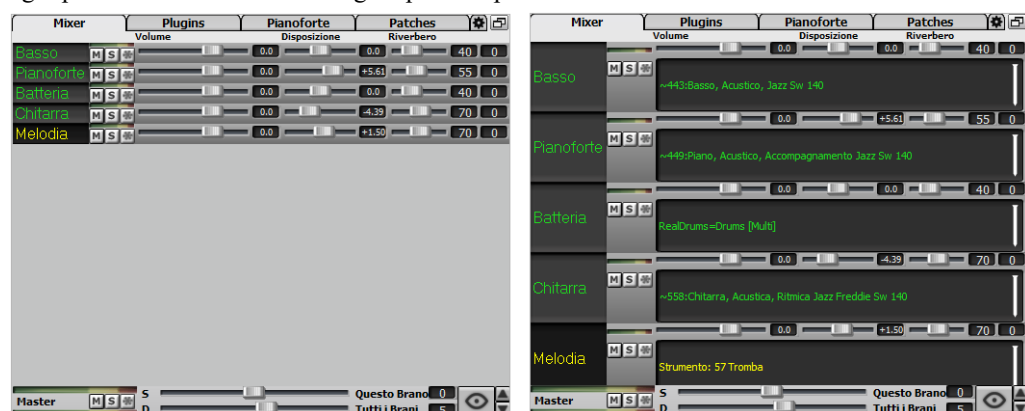 Mixer Plugins Pianoforte Patches
Volume Disposizione Riverbero
Basso M S 0.0 0.0 40 0
Pianoforte M S 0.0 +5.61 55 0
Batteria M S 0.0 0.0 40 0
Chitarra M S 0.0 -4.39 70 0
Melodia M S 0.0 +1.50 70 0
Master M S S Questo Brano 0
D Tutti i Brani 5
Mixer Plugins Pianoforte Patches
Volume Disposizione Riverbero
0.0 0.0 40 0
Basso M S
~443:Basso, Acustico, Jazz Sw 140
0.0 +5.61 55 0
Pianoforte M S
~449:Piano, Acustico, Accompagnamento Jazz Sw 140
0.0 0.0 40 0
Batteria M S
RealDrums=Drums [Multi]
0.0 -4.39 70 0
Chitarra M S
~558:Chitarra, Acustica, Ritmica Jazz Freddie Sw 140
0.0 +1.50 70 0
Melodia M S
Strumento: 57 Tromba
Master M S S Questo Brano 0
D Tutti i Brani 5